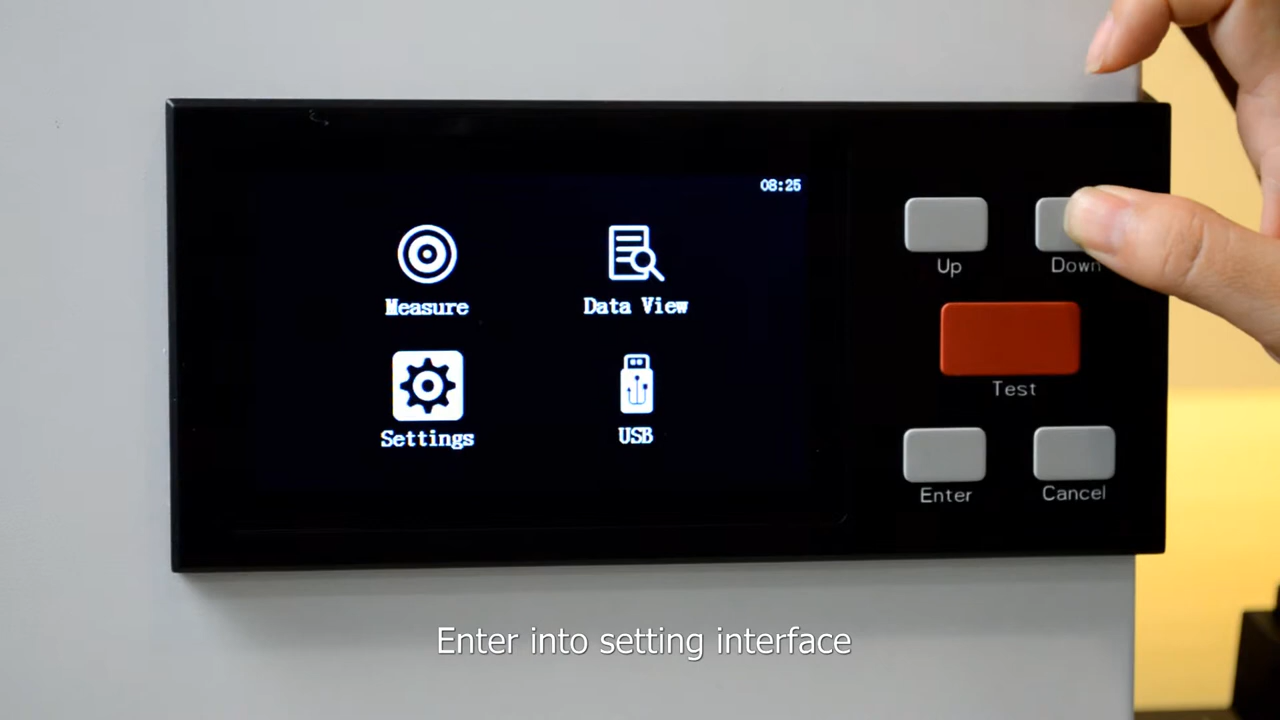 08:25
Measure
Data View
Settings
USB
Up
Down
Test
Enter
Cancel
Enter into setting interface